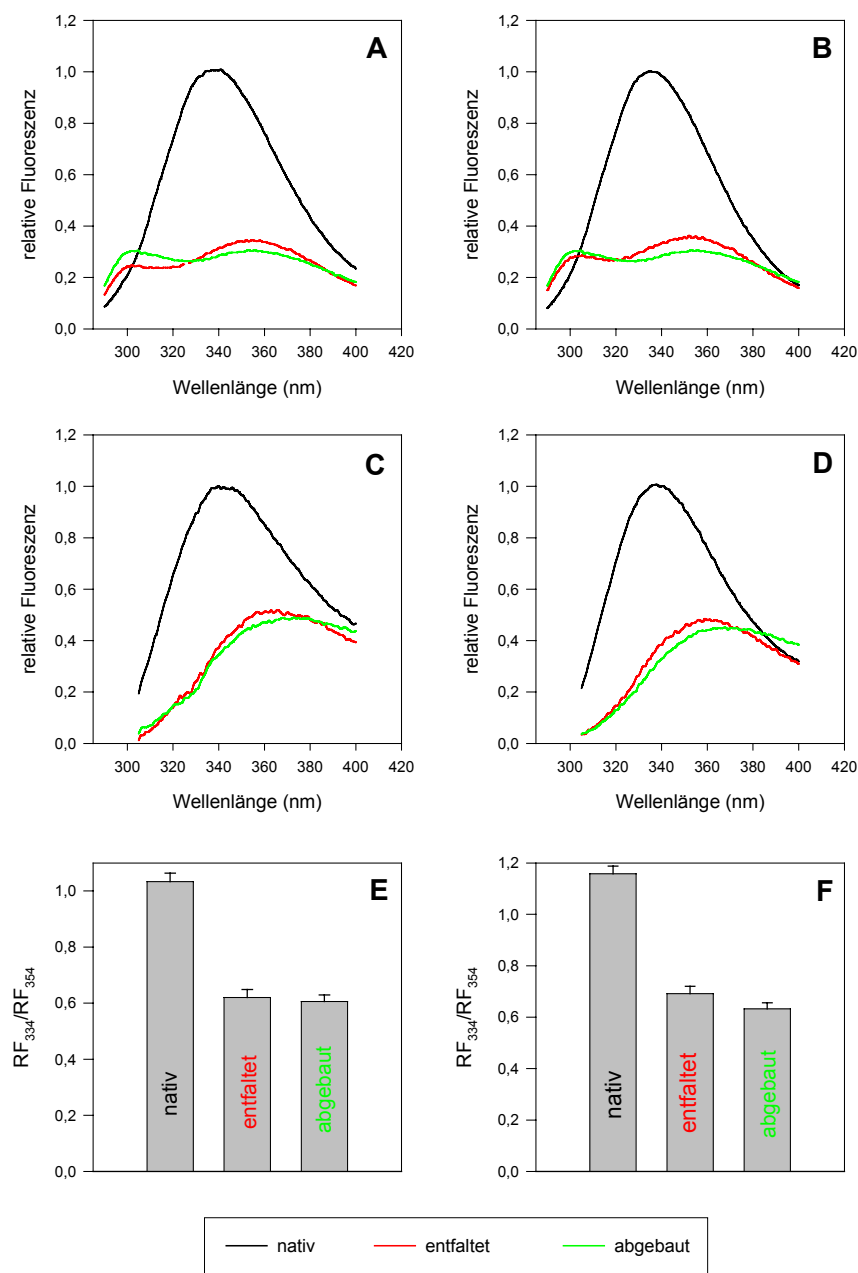 A
1,2
1,0
0,8
0,6
0,4
0,2
0,0
relative Fluoreszenz
300 320 340 360 380 400 420
Wellenlänge (nm)
B
1,2
1,0
0,8
0,6
0,4
0,2
0,0
relative Fluoreszenz
300 320 340 360 380 400 420
Wellenlänge (nm)
C
1,2
1,0
0,8
0,6
0,4
0,2
0,0
relative Fluoreszenz
300 320 340 360 380 400 420
Wellenlänge (nm)
D
1,2
1,0
0,8
0,6
0,4
0,2
0,0
relative Fluoreszenz
300 320 340 360 380 400 420
Wellenlänge (nm)
E
1,0
0,8
0,6
0,4
0,2
0,0
RF334/RF354
nativ
entfaltet
abgebaut
F
1,2
1,0
0,8
0,6
0,4
0,2
0,0
RF334/RF354
nativ
entfaltet
abgebaut
nativ entfaltet abgebaut